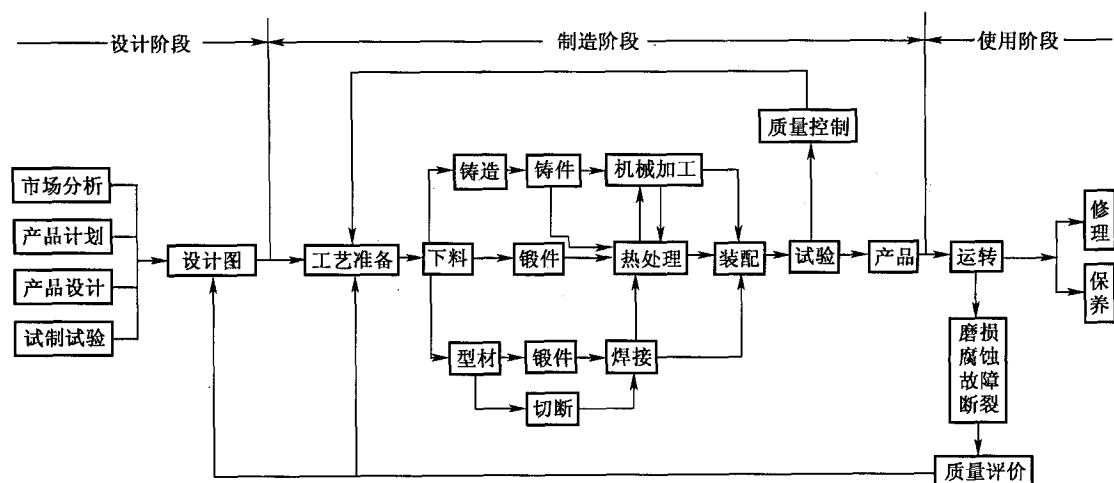 设计阶段
制造阶段
使用阶段
质量控制
铸造
铸件
机械加工
市场分析
产品计划
产品设计
试制试验
设计图
工艺准备
下料
锻件
热处理
装配
试验
产品
运转
修理
保养
型材
锻件
焊接
切断
磨损
腐蚀
故障
断裂
质量评价